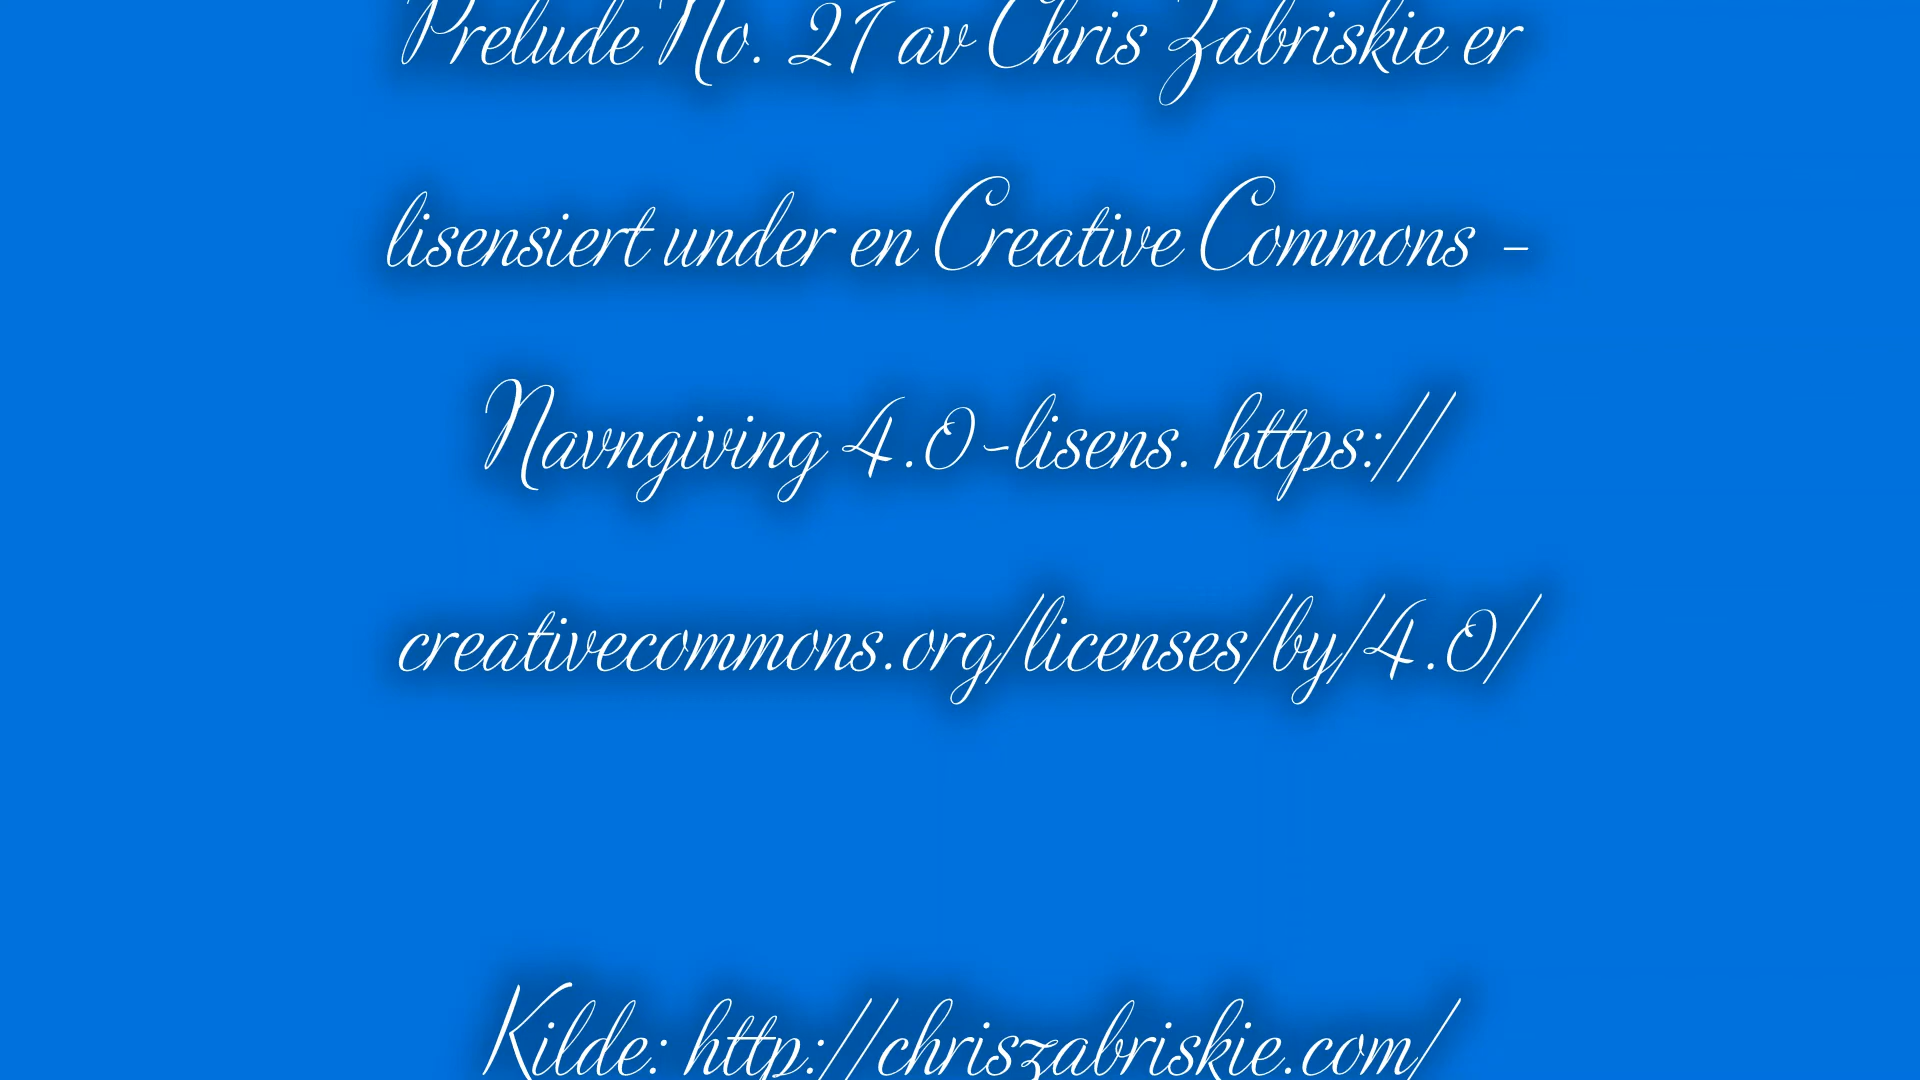 Prelude No. 21 av Chris Zabriskie er
lisensiert under en Creative Commons -
Navngiving 4.0-lisens. https://
creativecommons.org/licenses/by/4.0/
Kilde: http://chriszabriskie.com/